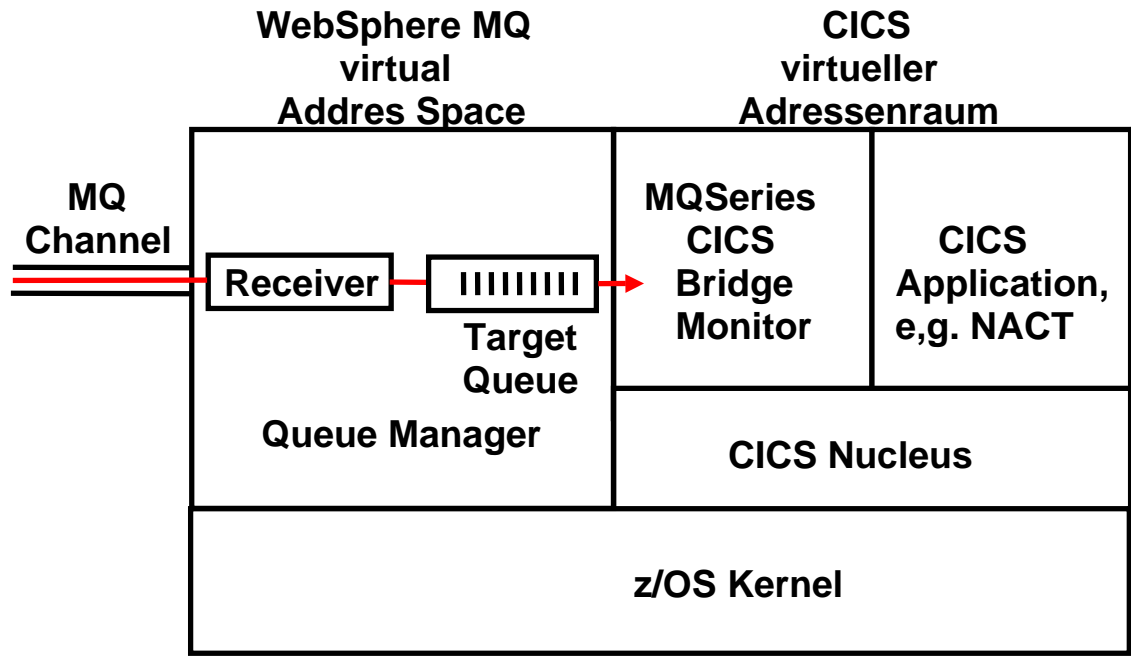 WebSphere MQ
virtual
Addres Space
CICS
virtueller
Adressenraum
MQ
Channel
Receiver
Target
Queue
Queue Manager
MQSeries
CICS
Bridge
Monitor
CICS
Application,
e,g. NACT
CICS Nucleus
z/OS Kernel